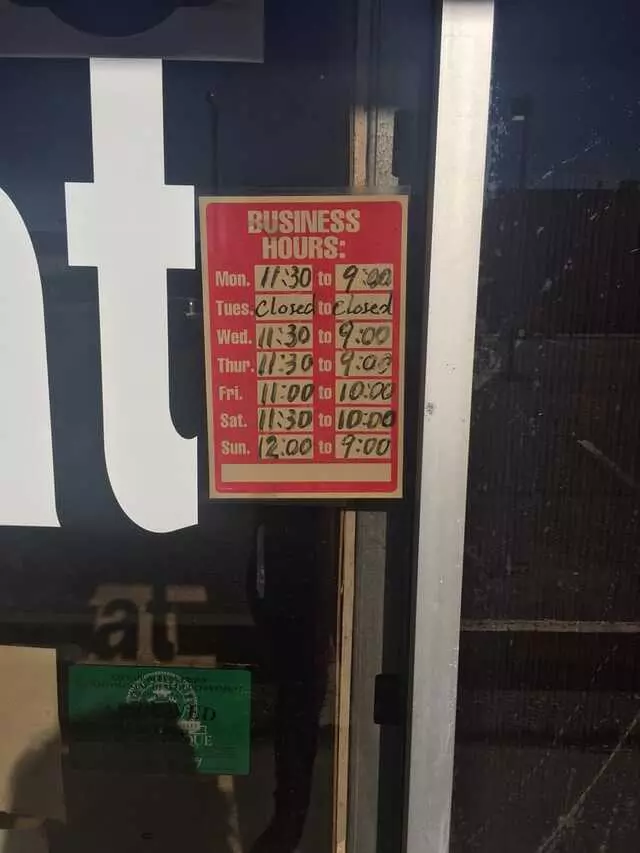 nt
BUSINESS
HOURS:
Mon. 11:30 to 9:00
Tues. Closed to Closed
Wed. 11:30 to 9:00
Thur. 11:30 to 9:00
Fri. 11:00 to 10:00
Sat. 11:30 to 10:00
Sun. 12:00 to 9:00
at